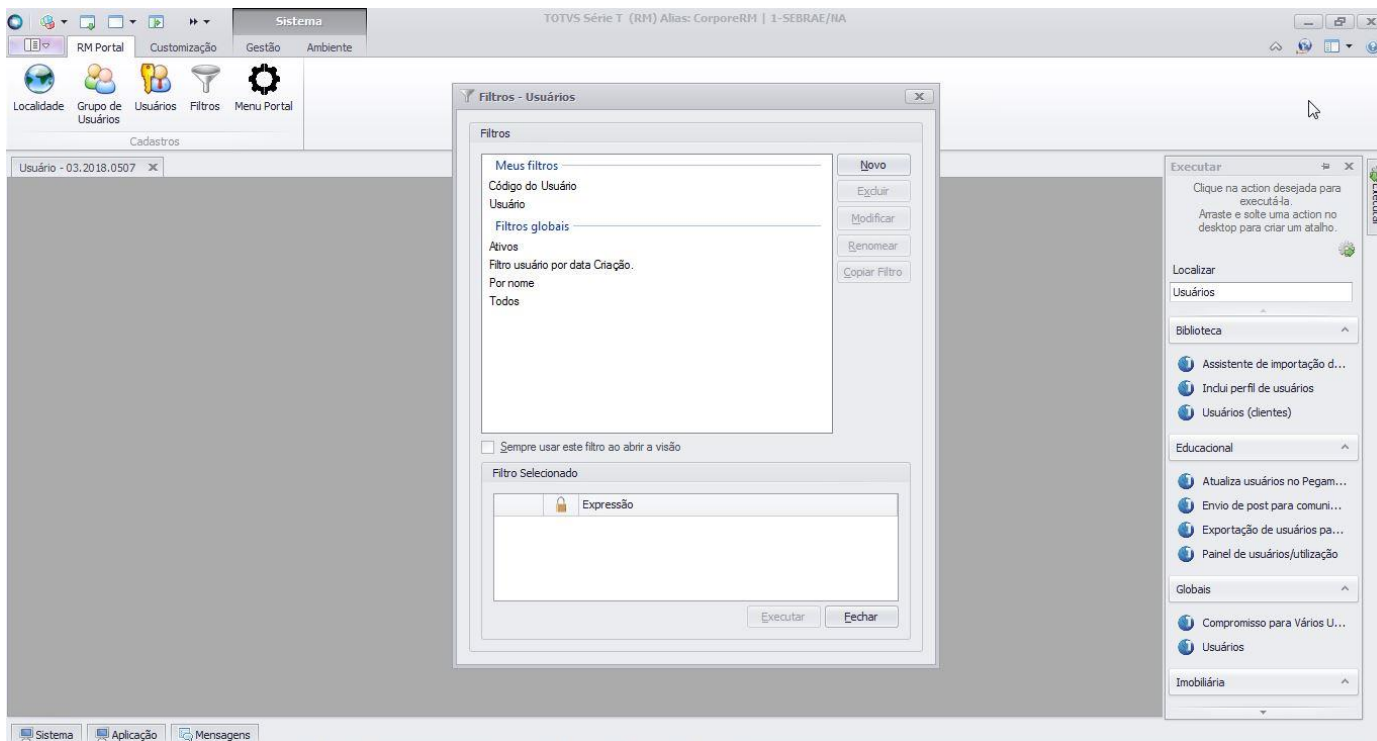 Sistema
TOTVS Série T (RM) Alias: CorporeRM | 1-SEBRAE/NA
RM Portal
Customização
Gestão
Ambiente
Localidade
Grupo de Usuários
Usuários
Filtros
Menu Portal
Cadastros
Usuário - 03.2018.0507
Filtros - Usuários
Filtros
Meus filtros
Código do Usuário
Usuário
Filtros globais
Ativos
Filtro usuário por data Criação.
Por nome
Todos
Novo
Excluir
Modificar
Renomear
Copiar Filtro
Sempre usar este filtro ao abrir a visão
Filtro Selecionado
Expressão
Executar
Fechar
Executar
Clique na action desejada para
executá-la.
Arraste e solte uma action no
desktop para criar um atalho.
Localizar
Usuários
Biblioteca
Assistente de importação d...
Inclui perfil de usuários
Usuários (clientes)
Educacional
Atualiza usuários no Pegam...
Envio de post para comuni...
Exportação de usuários pa...
Painel de usuários/utilização
Globais
Compromisso para Vários U...
Usuários
Imobiliária
Executar
Sistema
Aplicação
Mensagens